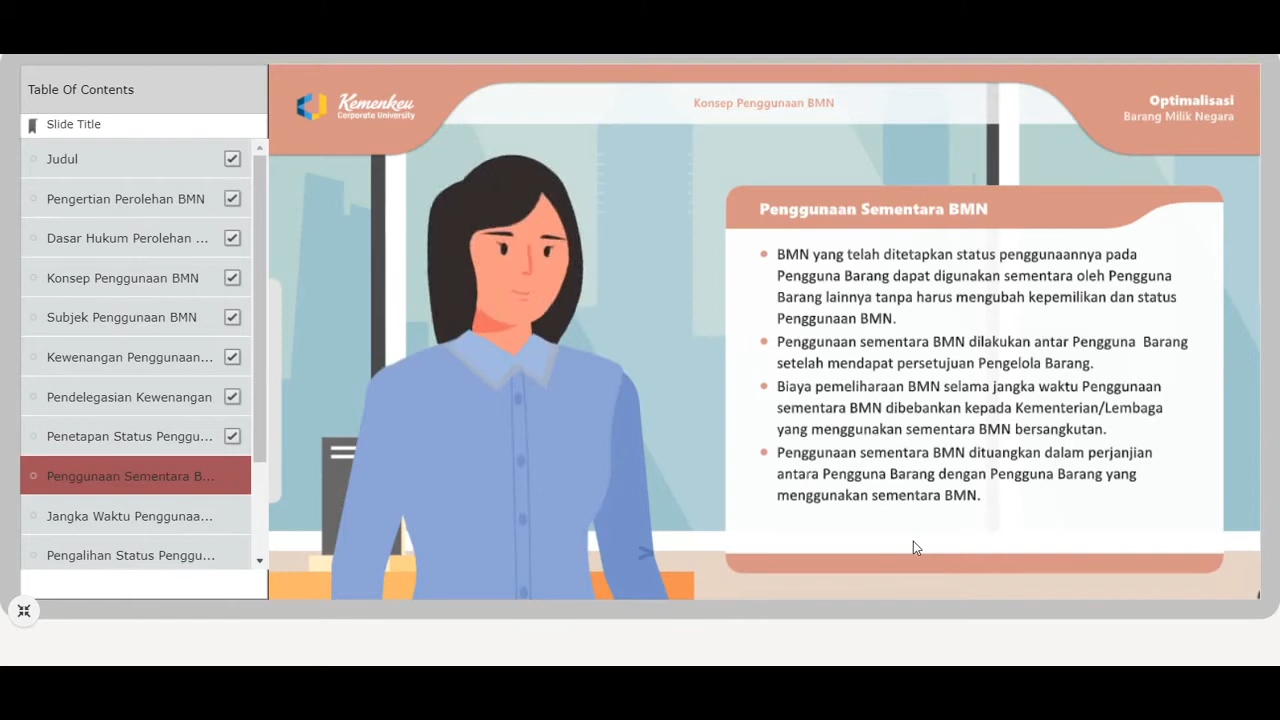 Table Of Contents
Slide Title
Judul
Pengertian Perolehan BMN
Dasar Hukum Perolehan ...
Konsep Penggunaan BMN
Subjek Penggunaan BMN
Kewenangan Penggunaan...
Pendelegasian Kewenangan
Penetapan Status Penggu...
Penggunaan Sementara B...
Jangka Waktu Penggunaa...
Pengalihan Status Penggu...
Kemenkeu
Corporate University
Konsep Penggunaan BMN
Optimalisasi
Barang Milik Negara
Penggunaan Sementara BMN
BMN yang telah ditetapkan status penggunaannya pada
Pengguna Barang dapat digunakan sementara oleh Pengguna
Barang lainnya tanpa harus mengubah kepemilikan dan status
Penggunaan BMN.
Penggunaan sementara BMN dilakukan antar Pengguna Barang
setelah mendapat persetujuan Pengelola Barang.
Biaya pemeliharaan BMN selama jangka waktu Penggunaan
sementara BMN dibebankan kepada Kementerian/Lembaga
yang menggunakan sementara BMN bersangkutan.
Penggunaan sementara BMN dituangkan dalam perjanjian
antara Pengguna Barang dengan Pengguna Barang yang
menggunakan sementara BMN.